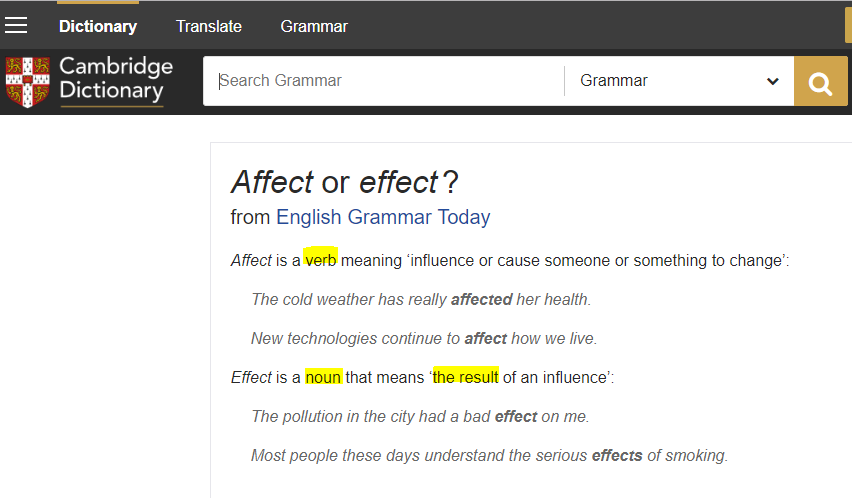 Dictionary Translate Grammar
Cambridge
Dictionary
Search Grammar Grammar
Affect or effect?
from English Grammar Today
Affect is a verb meaning ‘influence or cause someone or something to change’:
The cold weather has really affected her health.
New technologies continue to affect how we live.
Effect is a noun that means ‘the result of an influence’:
The pollution in the city had a bad effect on me.
Most people these days understand the serious effects of smoking.